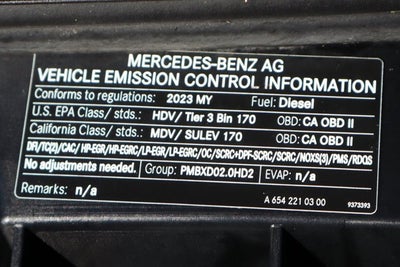 MERCEDES-BENZ AG
VEHICLE EMISSION CONTROL INFORMATION
Conforms to regulations: 2023 MY Fuel: Diesel
U.S. EPA Class/ stds.: HDV/ Tier 3 Bin 170 OBD: CA OBD II
California Class/ stds.: MDV/ SULEV 170 OBD: CA OBD II
DFI/TC(2)/CAC/ HP-EGR/HP-EGRC/LP-EGR/LP-EGRC/OC/SCRC+DPF-SCRC/SCRC/NOXS(3)/PMS/RDQS
No adjustments needed. Group: PMBXD02.0HD2 EVAP: n/a
Remarks: n/a
A 654 221 03 00 9373393